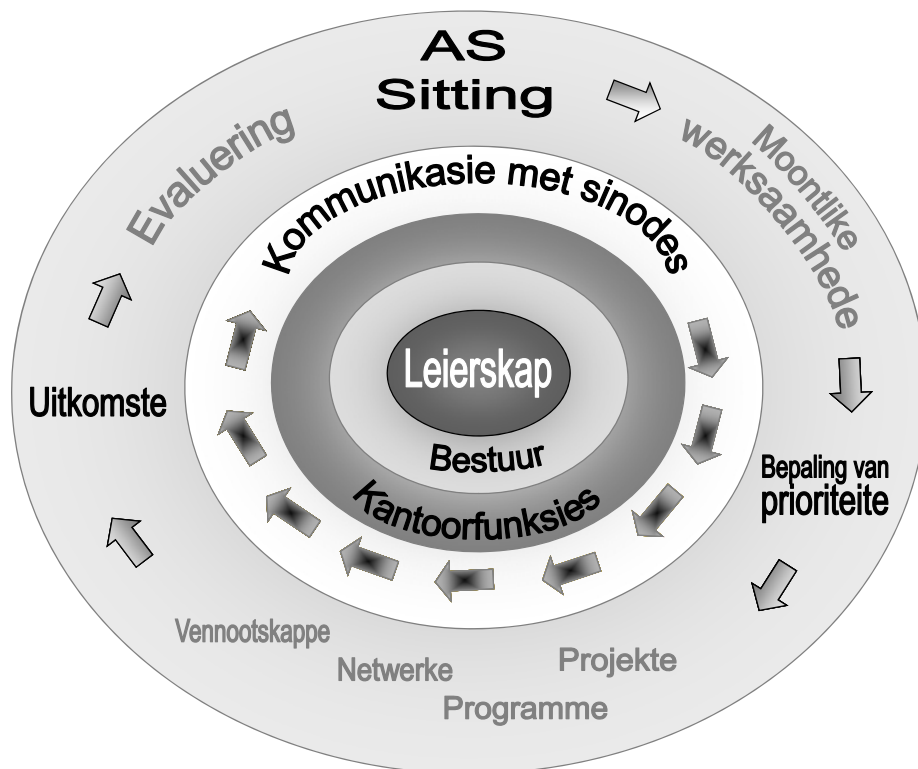 AS
Sitting
Moontlike
werksaamhede
Bepaling van
prioriteite
Projekte
Programme
Netwerke
Vennootskappe
Uitkomste
Evaluering
Kommunikasie met sinodes
Leierskap
Bestuur
Kantoorfunksies